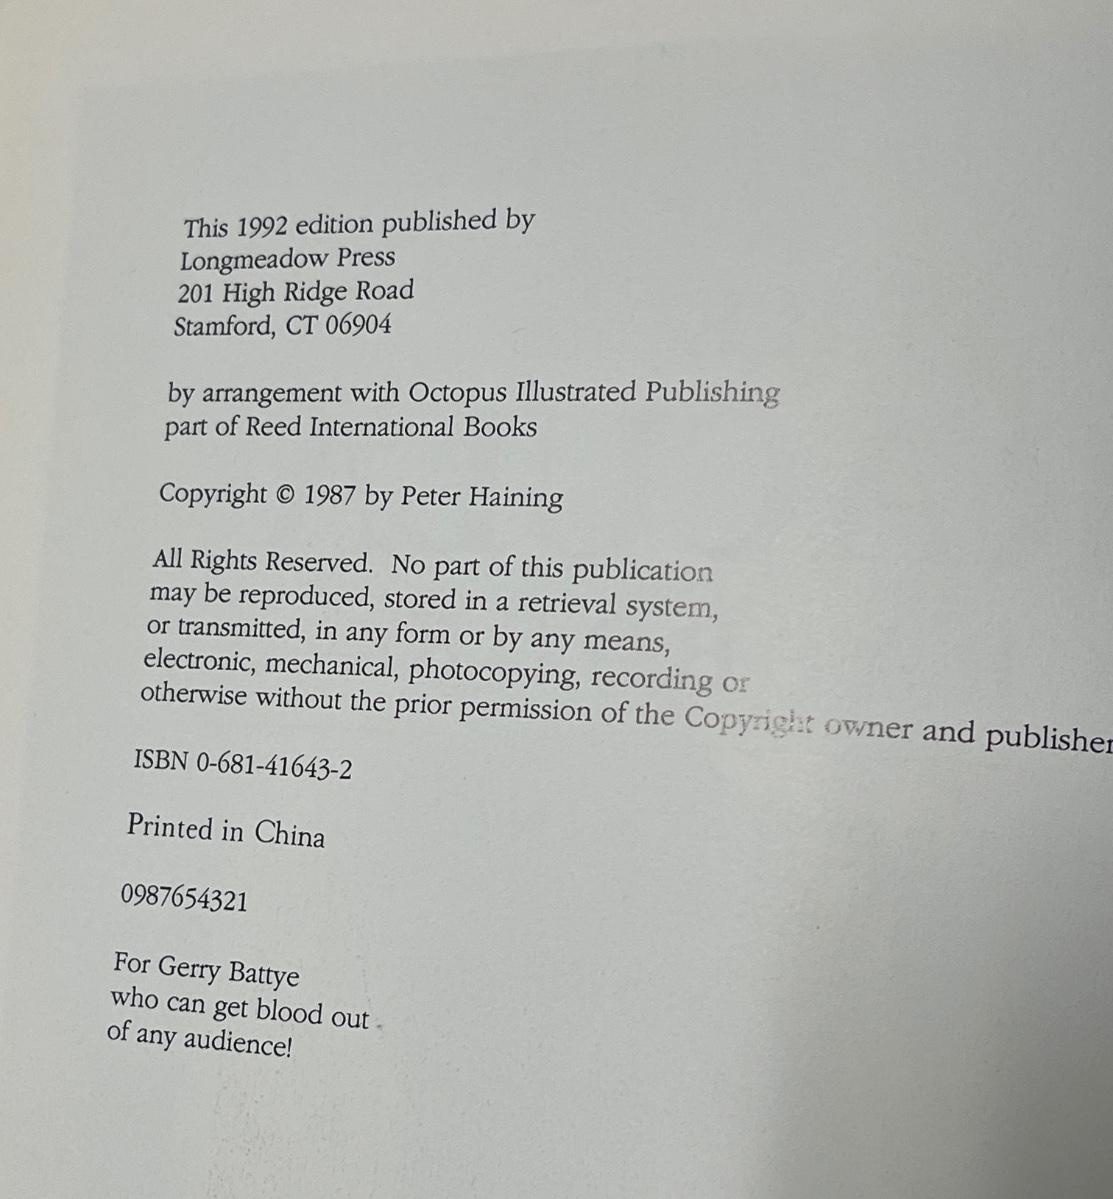 This 1992 edition published by
Longmeadow Press
201 High Ridge Road
Stamford, CT 06904
by arrangement with Octopus Illustrated Publishing
part of Reed International Books
Copyright © 1987 by Peter Haining
All Rights Reserved. No part of this publication
may be reproduced, stored in a retrieval system,
or transmitted, in any form or by any means,
electronic, mechanical, photocopying, recording or
otherwise without the prior permission of the Copyright owner and publisher
ISBN 0-681-41643-2
Printed in China
0987654321
For Gerry Battye
who can get blood out
of any audience!